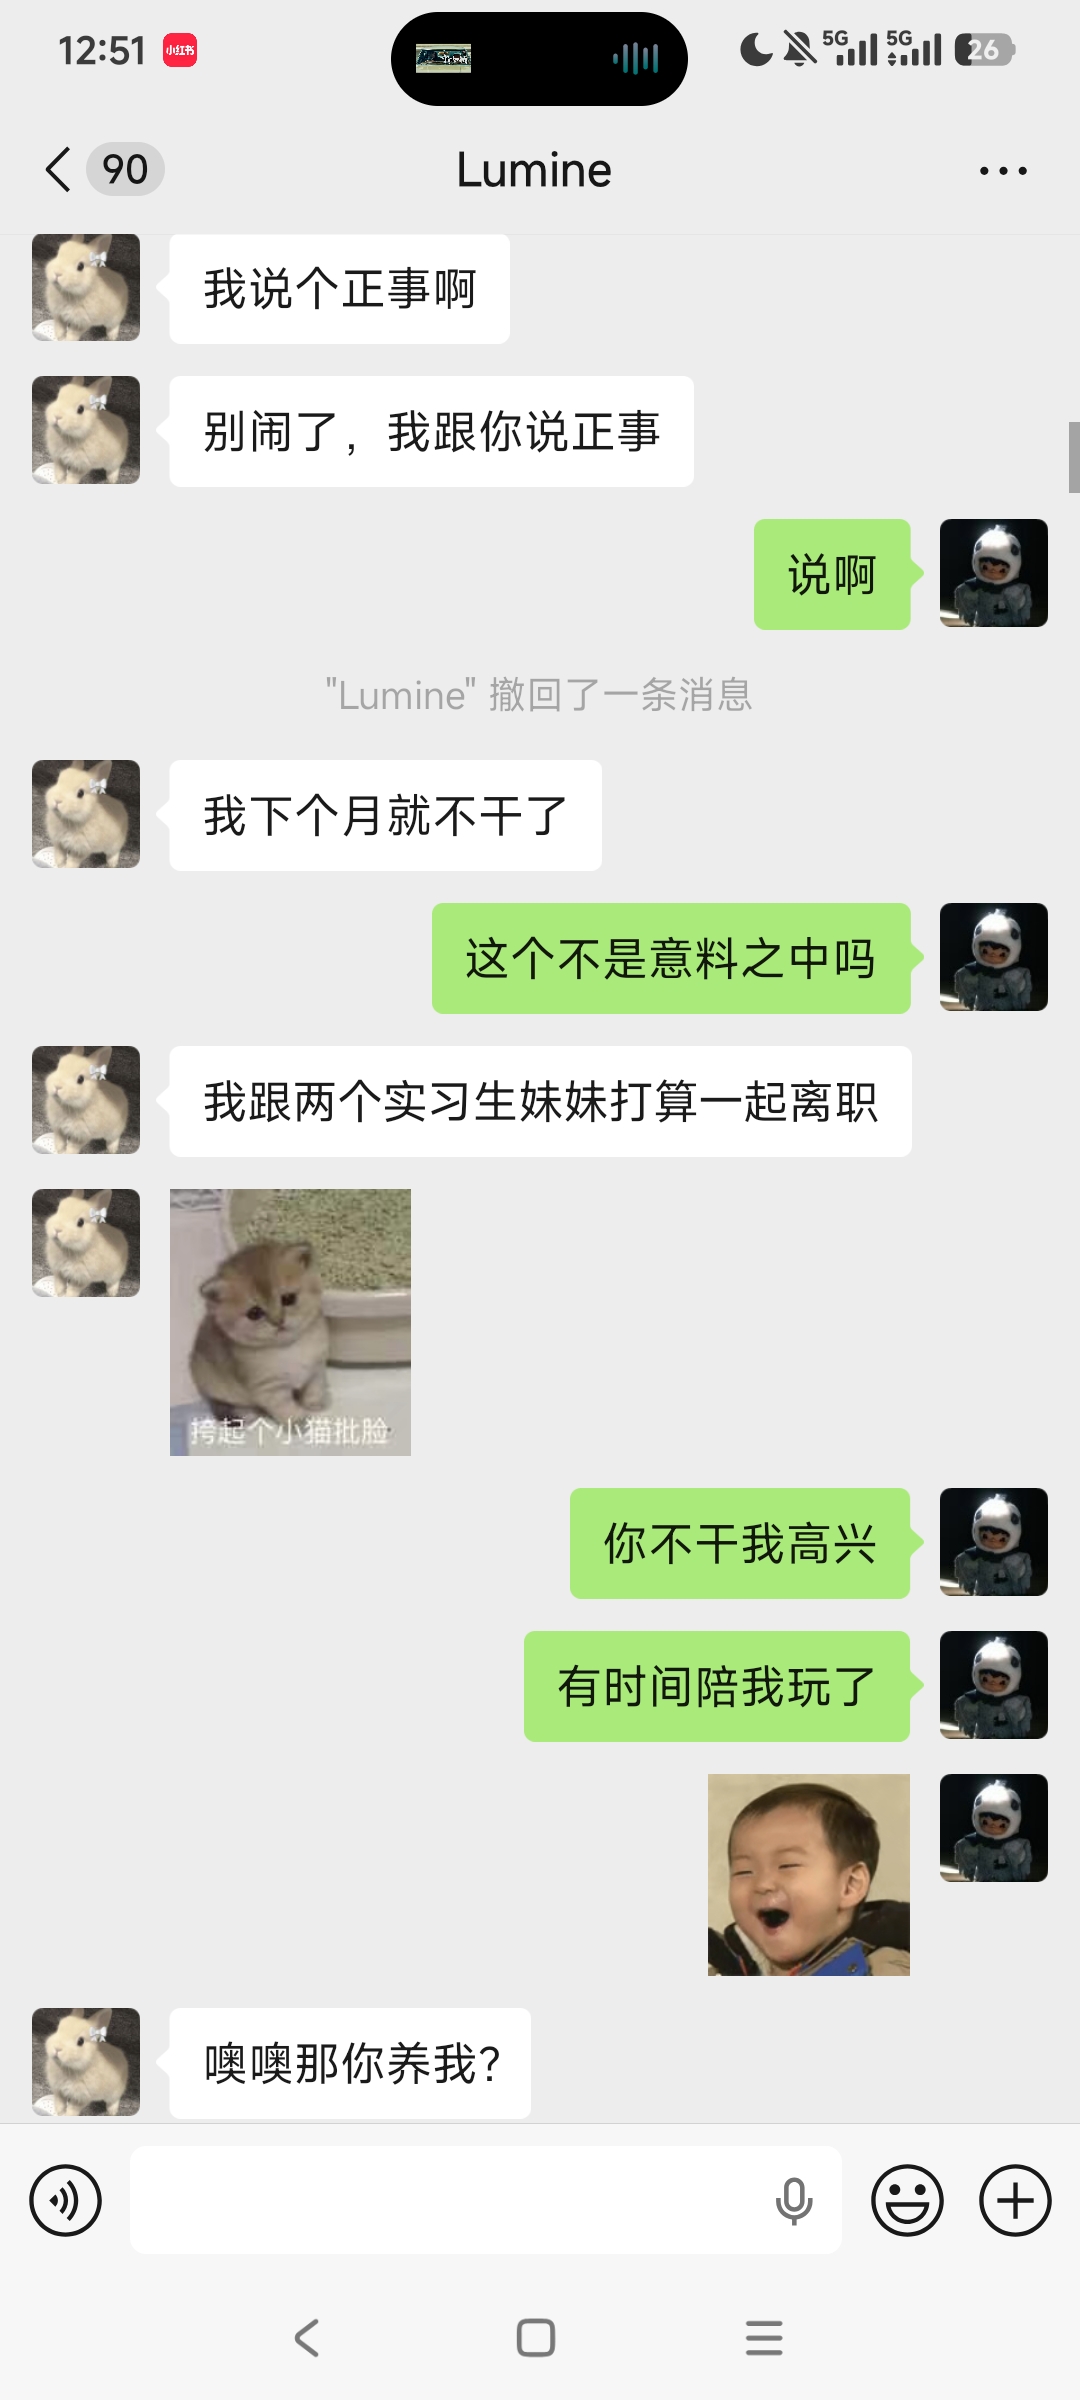 12:51 小红书 5G 5G 26
90 Lumine
我说个正事啊
别闹了，我跟你说正事
说啊
"Lumine" 撤回了一条消息
我下个月就不干了
这个不是意料之中吗
我跟两个实习生妹妹打算一起离职
挎起个小猫批脸
你不干我高兴
有时间陪我玩了
噢噢那你养我?